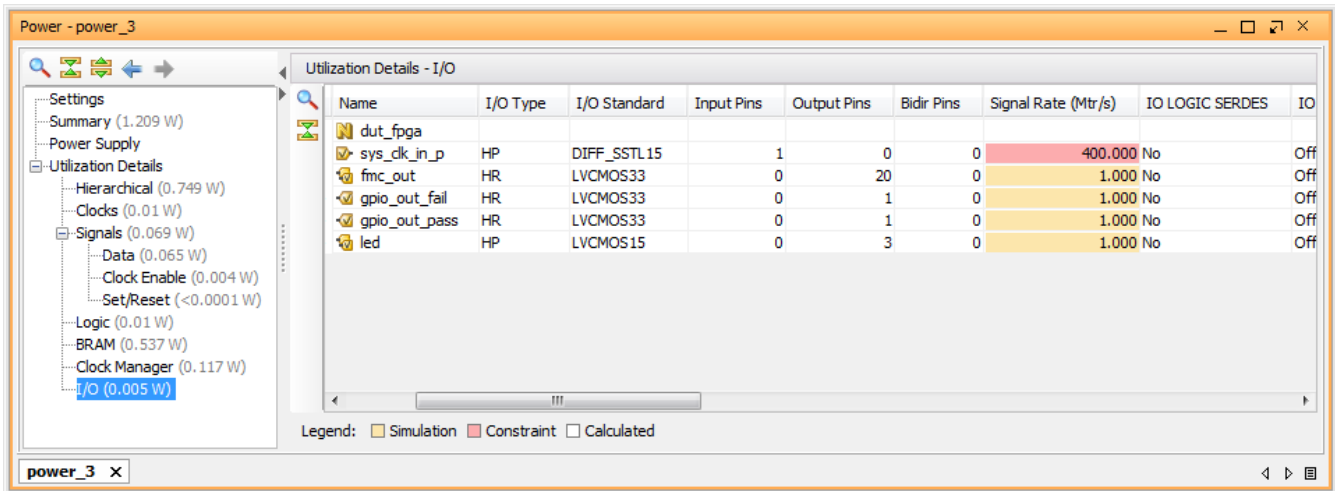 Power - power_3
Utilization Details - I/O
Settings
Summary (1.209 W)
Power Supply
Utilization Details
Hierarchical (0.749 W)
Clocks (0.01 W)
Signals (0.069 W)
Data (0.065 W)
Clock Enable (0.004 W)
Set/Reset (<0.0001 W)
Logic (0.01 W)
BRAM (0.537 W)
Clock Manager (0.117 W)
I/O (0.005 W)
Name I/O Type I/O Standard Input Pins Output Pins Bidir Pins Signal Rate (Mtr/s) IO LOGIC SERDES IO
dut_fpga
sys_clk_in_p HP DIFF_SSTL15 1 0 0 400.000 No Off
fmc_out HR LVCMOS33 0 20 0 1.000 No Off
gpio_out_fail HR LVCMOS33 0 1 0 1.000 No Off
gpio_out_pass HR LVCMOS33 0 1 0 1.000 No Off
led HP LVCMOS15 0 3 0 1.000 No Off
Legend: Simulation Constraint Calculated
power_3